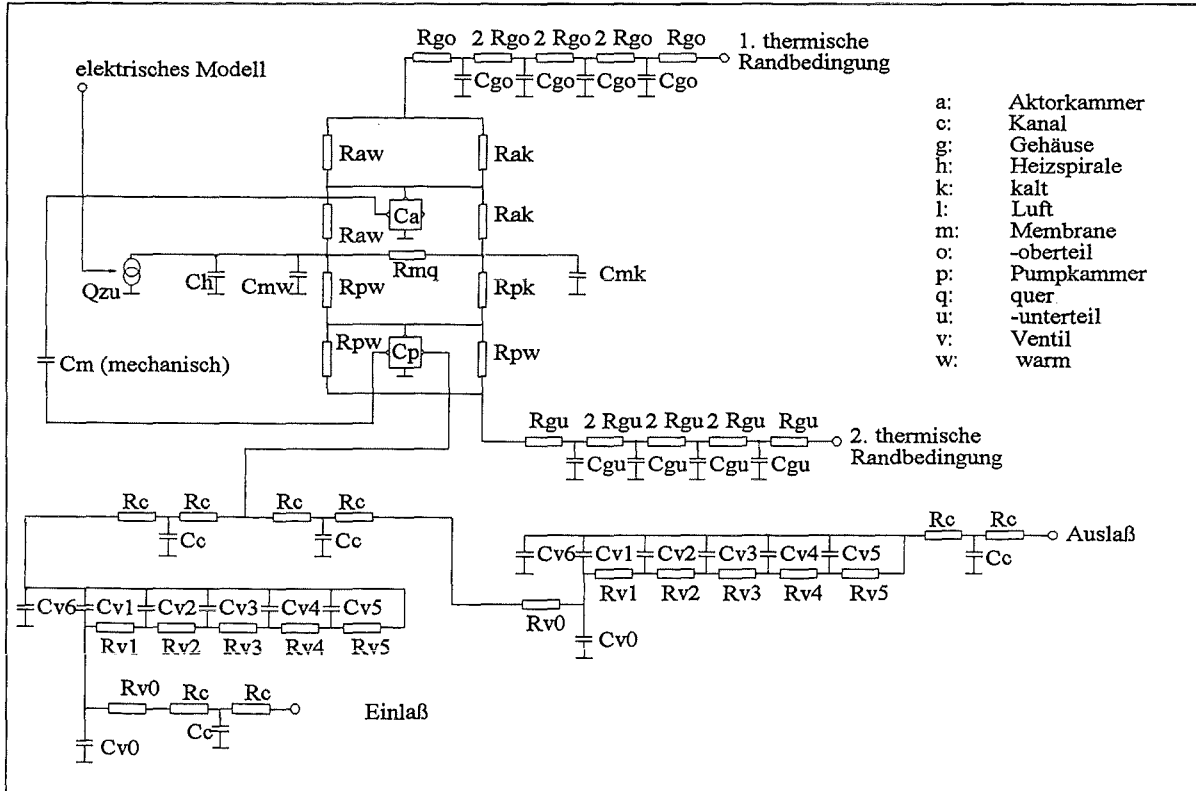 Rgo 2 Rgo 2 Rgo 2 Rgo Rgo
1. thermische
Randbedingung
elektrisches Modell
Cgo Cgo Cgo Cgo
a: Aktorkammer
c: Kanal
g: Gehäuse
h: Heizspirale
k: kalt
l: Luft
m: Membrane
o: -oberteil
p: Pumpkammer
q: quer
u: -unterteil
v: Ventil
w: warm
Raw Rak
Ca
Raw Rak
Rmq
Qzu Ch Cmw Rpw Rpk Cmk
Rpw Cp Rpw
Cm (mechanisch)
Rgu 2 Rgu 2 Rgu 2 Rgu Rgu
2. thermische
Randbedingung
Cgu Cgu Cgu Cgu
Rc Rc Rc Rc
Cc Cc
Rc Rc
Auslaß
Cv6 Cv1 Cv2 Cv3 Cv4 Cv5 Cc
Rv1 Rv2 Rv3 Rv4 Rv5
Cv6 Cv1 Cv2 Cv3 Cv4 Cv5
Rv0
Cv0
Rv1 Rv2 Rv3 Rv4 Rv5
Rv0 Rc Rc
Einlaß
Cc
Cv0